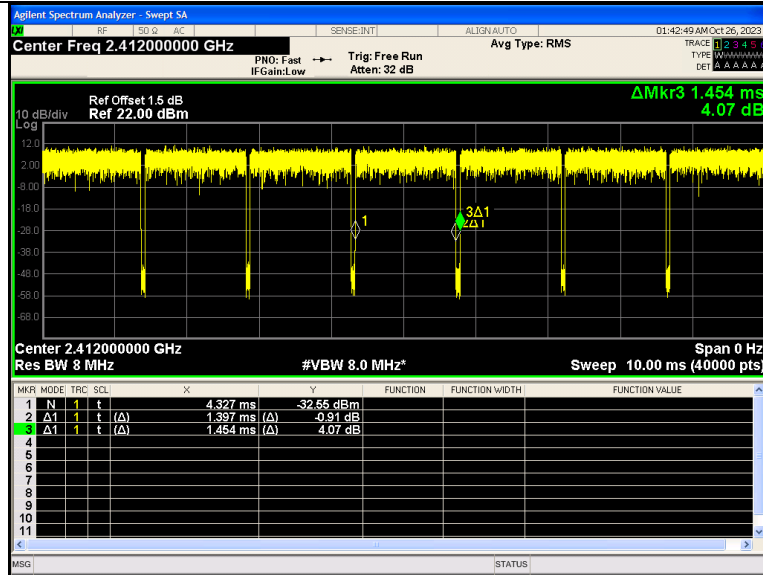 Agilent Spectrum Analyzer - Swept SA
RF 50 Ω AC SENSE:INT ALIGN AUTO 01:42:49 AM Oct 26, 2023
Center Freq 2.412000000 GHz
PNO: Fast
IFGain:Low
Trig: Free Run
Atten: 32 dB
Avg Type: RMS
TRACE 1 2 3 4 5
TYPE
DET A A A A A
ΔMkr3 1.454 ms
4.07 dB
Ref Offset 1.5 dB
10 dB/div Ref 22.00 dBm
Log
12.0
2.00
-8.00
-18.0
-28.0
-38.0
-48.0
-58.0
-68.0
1
3Δ1
2Δ1
Center 2.412000000 GHz Span 0 Hz
Res BW 8 MHz #VBW 8.0 MHz* Sweep 10.00 ms (40000 pts)
MKR MODE TRC SCL X Y FUNCTION FUNCTION WIDTH FUNCTION VALUE
1 N 1 t 4.327 ms -32.55 dBm
2 Δ1 1 t (Δ) 1.397 ms (Δ) -0.91 dB
3 Δ1 1 t (Δ) 1.454 ms (Δ) 4.07 dB
4
5
6
7
8
9
10
11
MSG STATUS